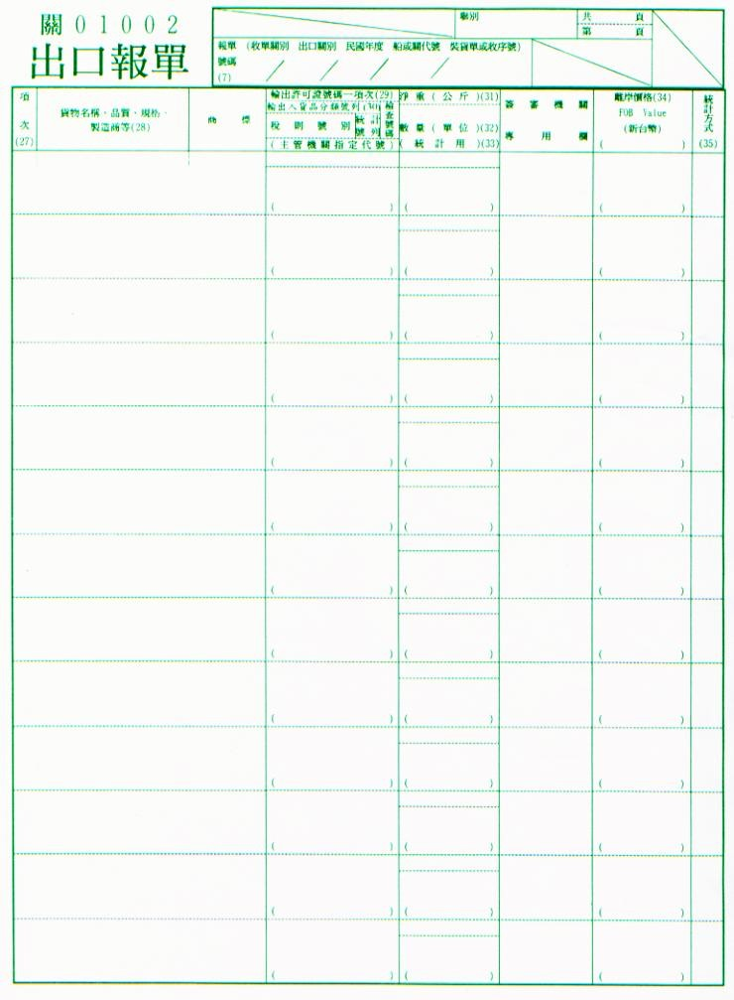 關 01002
出口報單
聯別
共 頁
第 頁
報單 (收單關別 出口關別 民國年度 船或關代號 裝貨單或收序號)
號碼 / / / /
(7)
項次(27)
貨物名稱、品質、規格、
製造商等(28)
商標
輸出許可證號碼－項次(29)
輸出入貨品分類號列(30)
稅則號別
統計號列
檢查號碼
(主管機關指定代號)
淨重(公斤)(31)
數量(單位)(32)
(統計用)(33)
簽審機關
專用欄
離岸價格(34)
FOB Value
(新台幣)
( )
統計方式(35)
( ) ( ) ( )
( ) ( ) ( )
( ) ( ) ( )
( ) ( ) ( )
( ) ( ) ( )
( ) ( ) ( )
( ) ( ) ( )
( ) ( ) ( )
( ) ( ) ( )
( ) ( ) ( )
( ) ( ) ( )
( ) ( ) ( )
( ) ( ) ( )